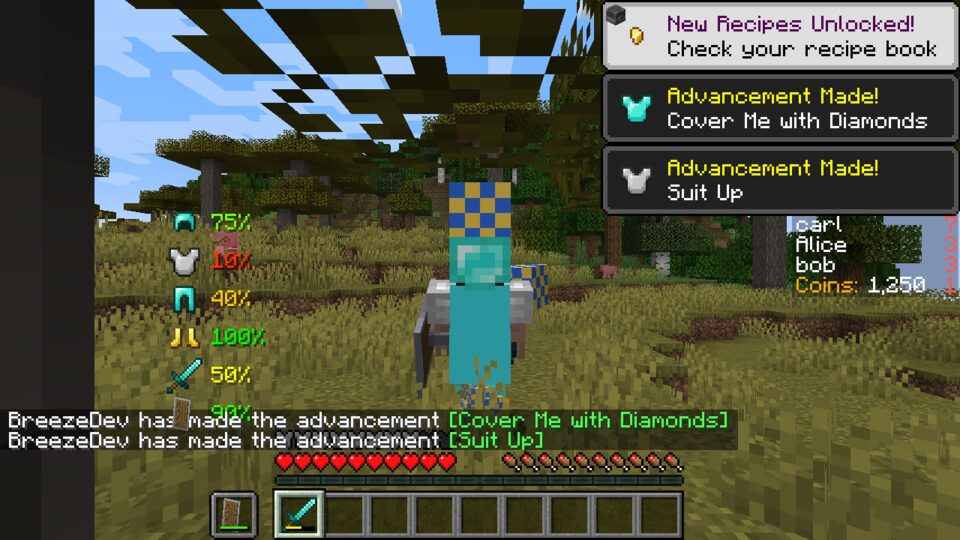 New Recipes Unlocked!
Check your recipe book
Advancement Made!
Cover Me with Diamonds
Advancement Made!
Suit Up
carl
Alice
bob
Coins: 1,250
75%
10%
40%
100%
50%
90%
BreezeDev has made the advancement [Cover Me with Diamonds]
BreezeDev has made the advancement [Suit Up]